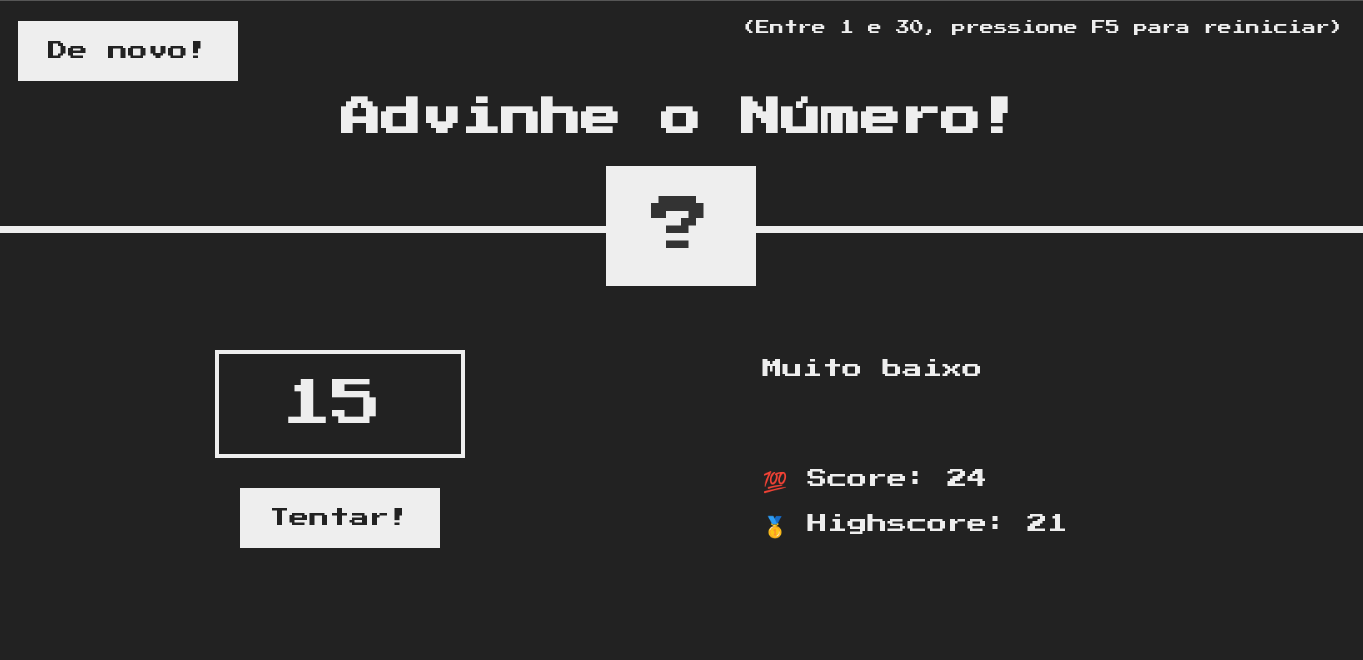 De novo!
(Entre 1 e 30, pressione F5 para reiniciar)
Advinhe o Número!
?
15
Tentar!
Muito baixo
💯 Score: 24
🥇 Highscore: 21